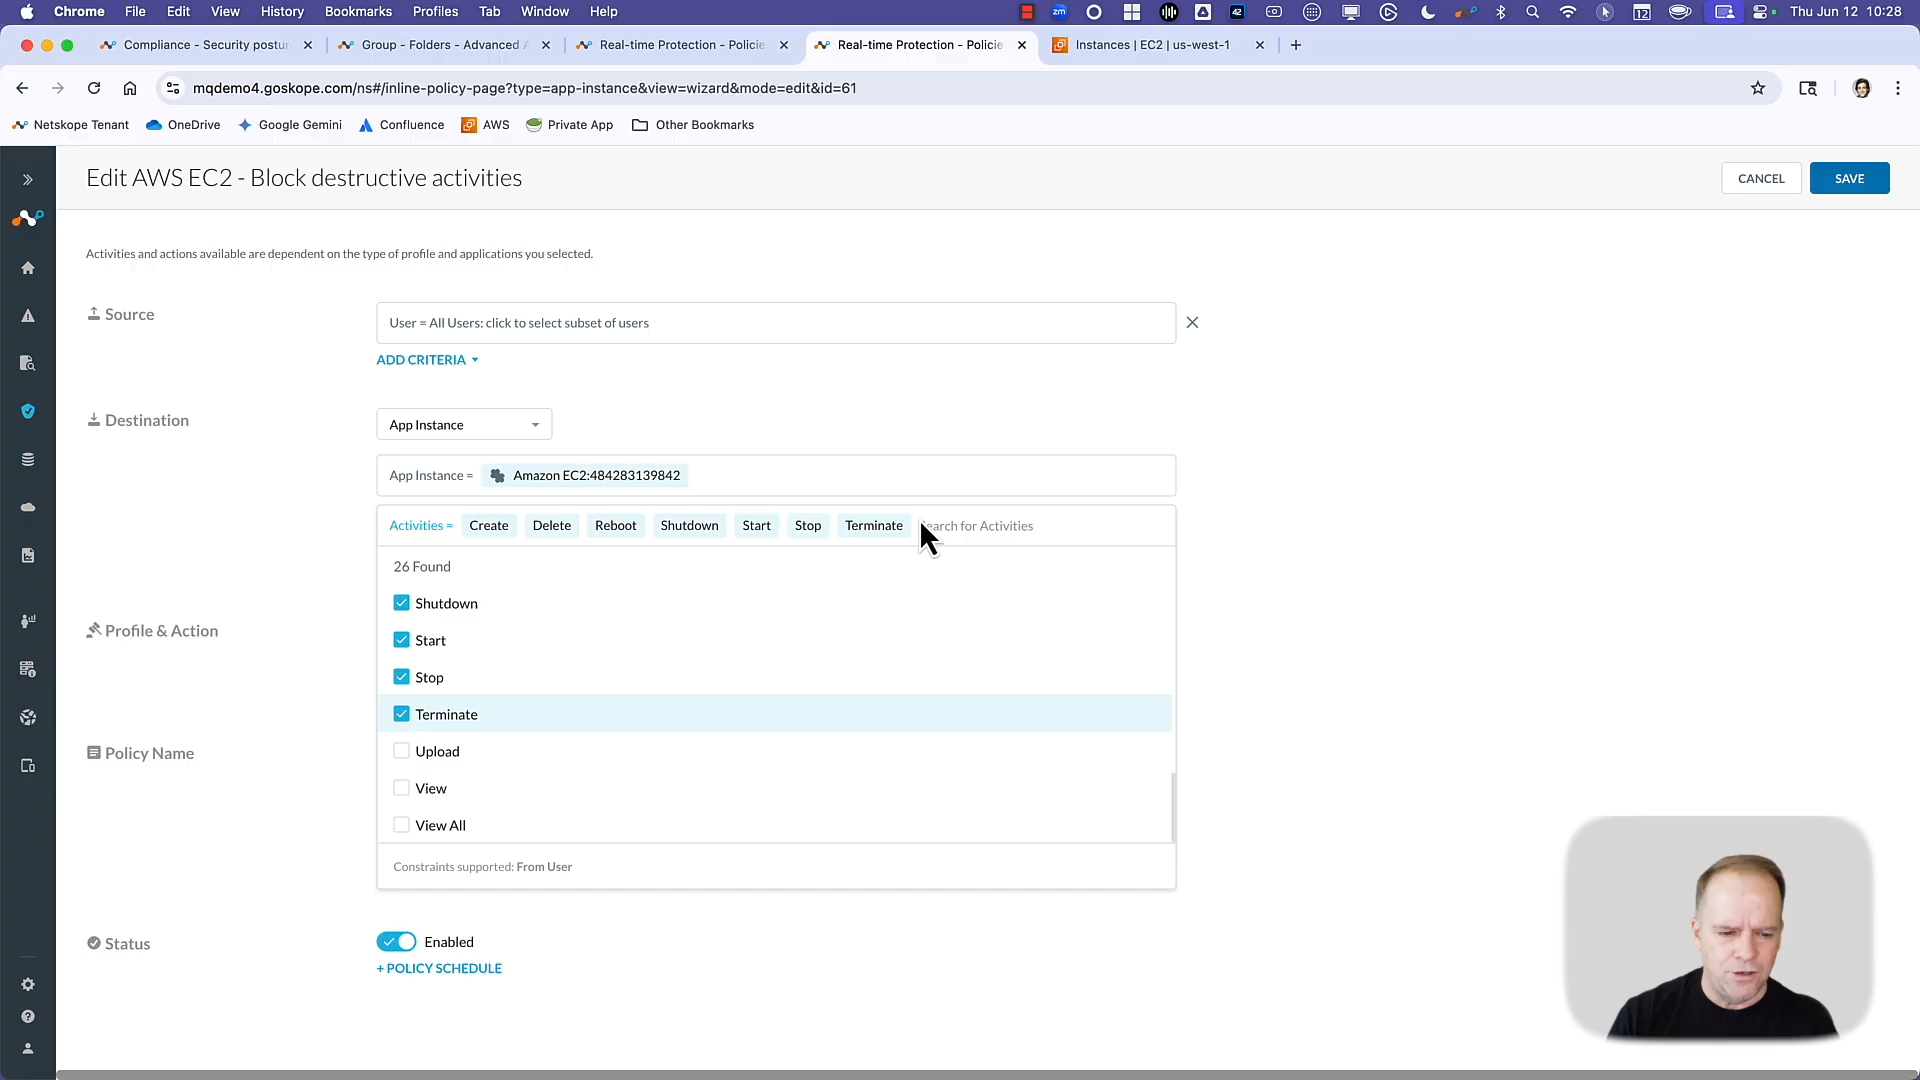 Chrome File Edit View History Bookmarks Profiles Tab Window Help 42 12 Thu Jun 12 10:28
Compliance - Security postur Group - Folders - Advanced A Real-time Protection - Policie Real-time Protection - Policie Instances | EC2 | us-west-1
mqdemo4.goskope.com/ns#/inline-policy-page?type=app-instance&view=wizard&mode=edit&id=61
Netskope Tenant OneDrive Google Gemini Confluence AWS Private App Other Bookmarks
Edit AWS EC2 - Block destructive activities CANCEL SAVE
Activities and actions available are dependent on the type of profile and applications you selected.
Source User = All Users: click to select subset of users
ADD CRITERIA
Destination App Instance
App Instance = Amazon EC2:484283139842
Activities = Create Delete Reboot Shutdown Start Stop Terminate earch for Activities
26 Found
Shutdown
Profile & Action Start
Stop
Terminate
Policy Name Upload
View
View All
Constraints supported: From User
Status Enabled
+ POLICY SCHEDULE